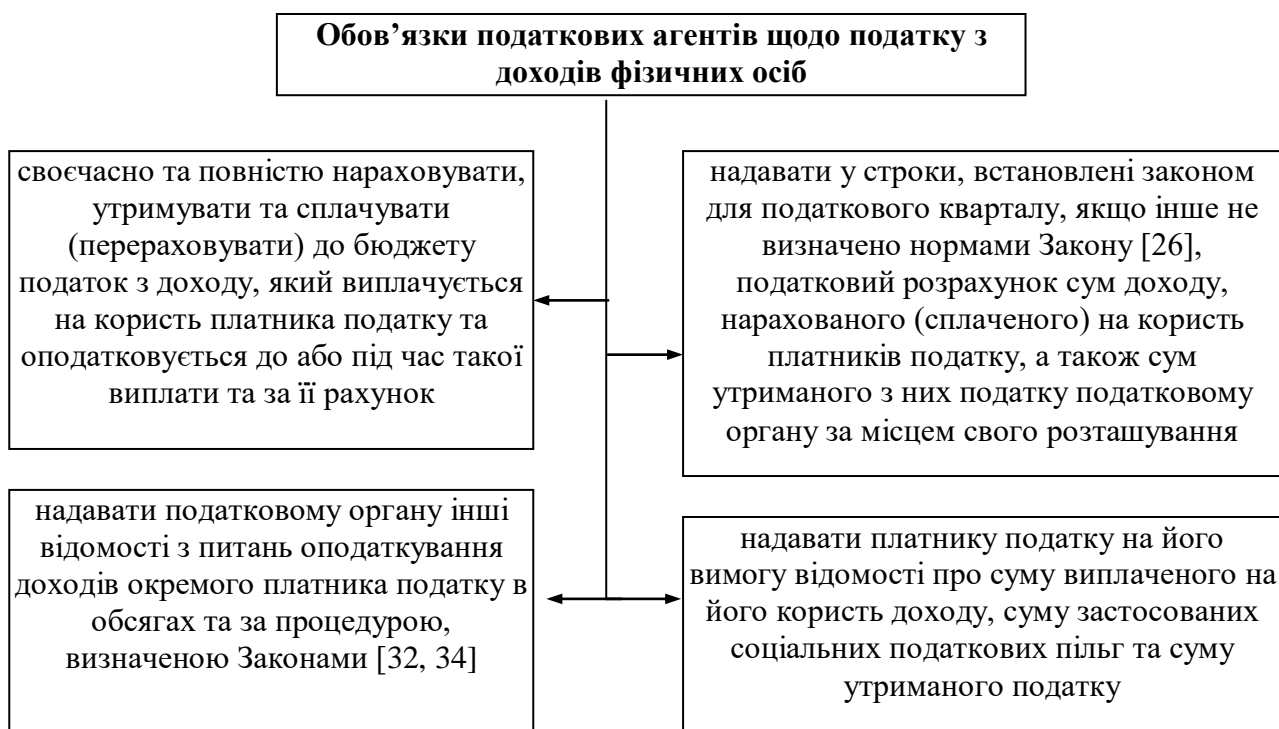 Обов’язки податкових агентів щодо податку з
доходів фізичних осіб
своєчасно та повністю нараховувати,
утримувати та сплачувати
(перераховувати) до бюджету
податок з доходу, який виплачується
на користь платника податку та
оподатковується до або під час такої
виплати та за її рахунок
надавати у строки, встановлені законом
для податкового кварталу, якщо інше не
визначено нормами Закону [26],
податковий розрахунок сум доходу,
нарахованого (сплаченого) на користь
платників податку, а також сум
утриманого з них податку податковому
органу за місцем свого розташування
надавати податковому органу інші
відомості з питань оподаткування
доходів окремого платника податку в
обсягах та за процедурою,
визначеною Законами [32, 34]
надавати платнику податку на його
вимогу відомості про суму виплаченого на
його користь доходу, суму застосованих
соціальних податкових пільг та суму
утриманого податку